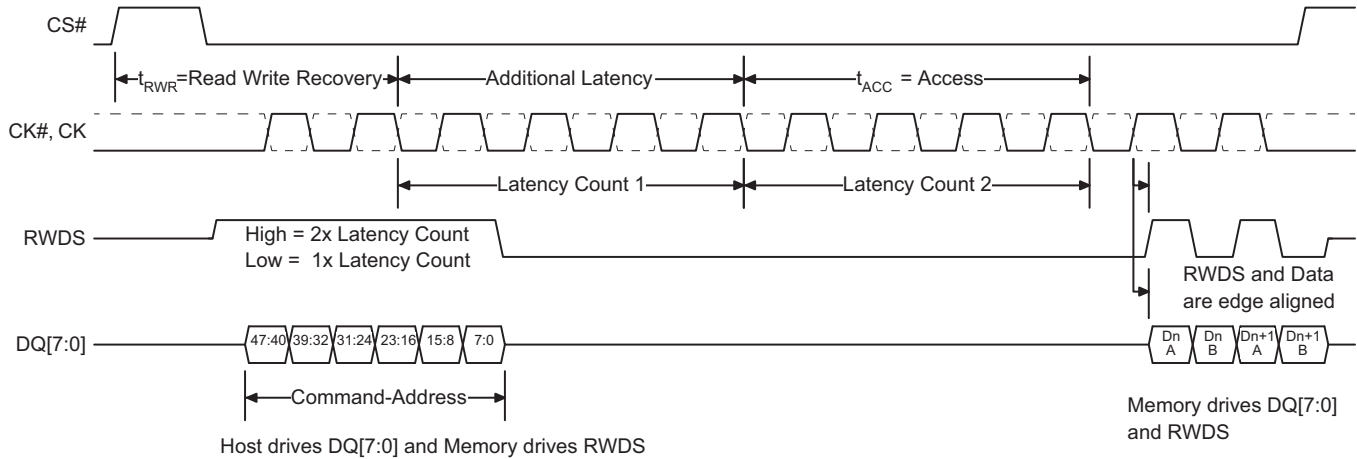 CS#
tRWR=Read Write Recovery
Additional Latency
tACC = Access
CK#, CK
Latency Count 1
Latency Count 2
RWDS
High = 2x Latency Count
Low = 1x Latency Count
RWDS and Data
are edge aligned
DQ[7:0]
47:40 39:32 31:24 23:16 15:8 7:0
Dn A Dn B Dn+1 A Dn+1 B
Command-Address
Memory drives DQ[7:0]
and RWDS
Host drives DQ[7:0] and Memory drives RWDS